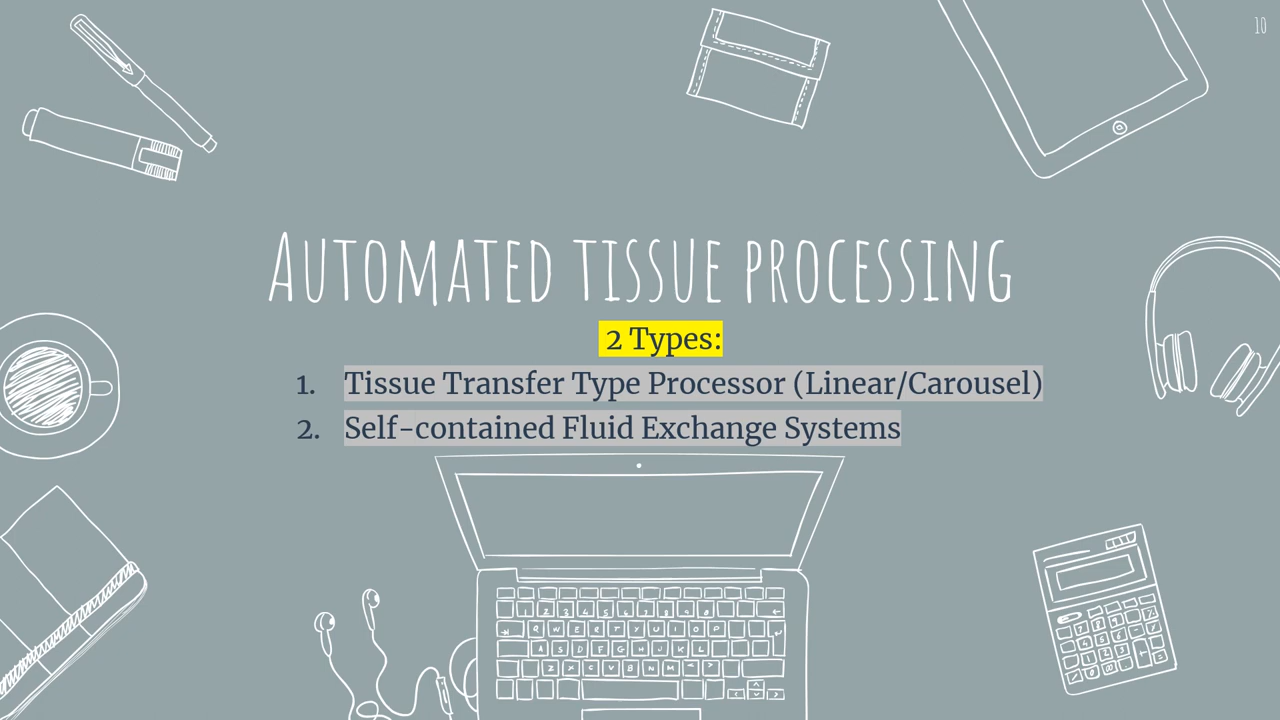 10
Automated tissue processing
2 Types:
1. Tissue Transfer Type Processor (Linear/Carousel)
2. Self-contained Fluid Exchange Systems